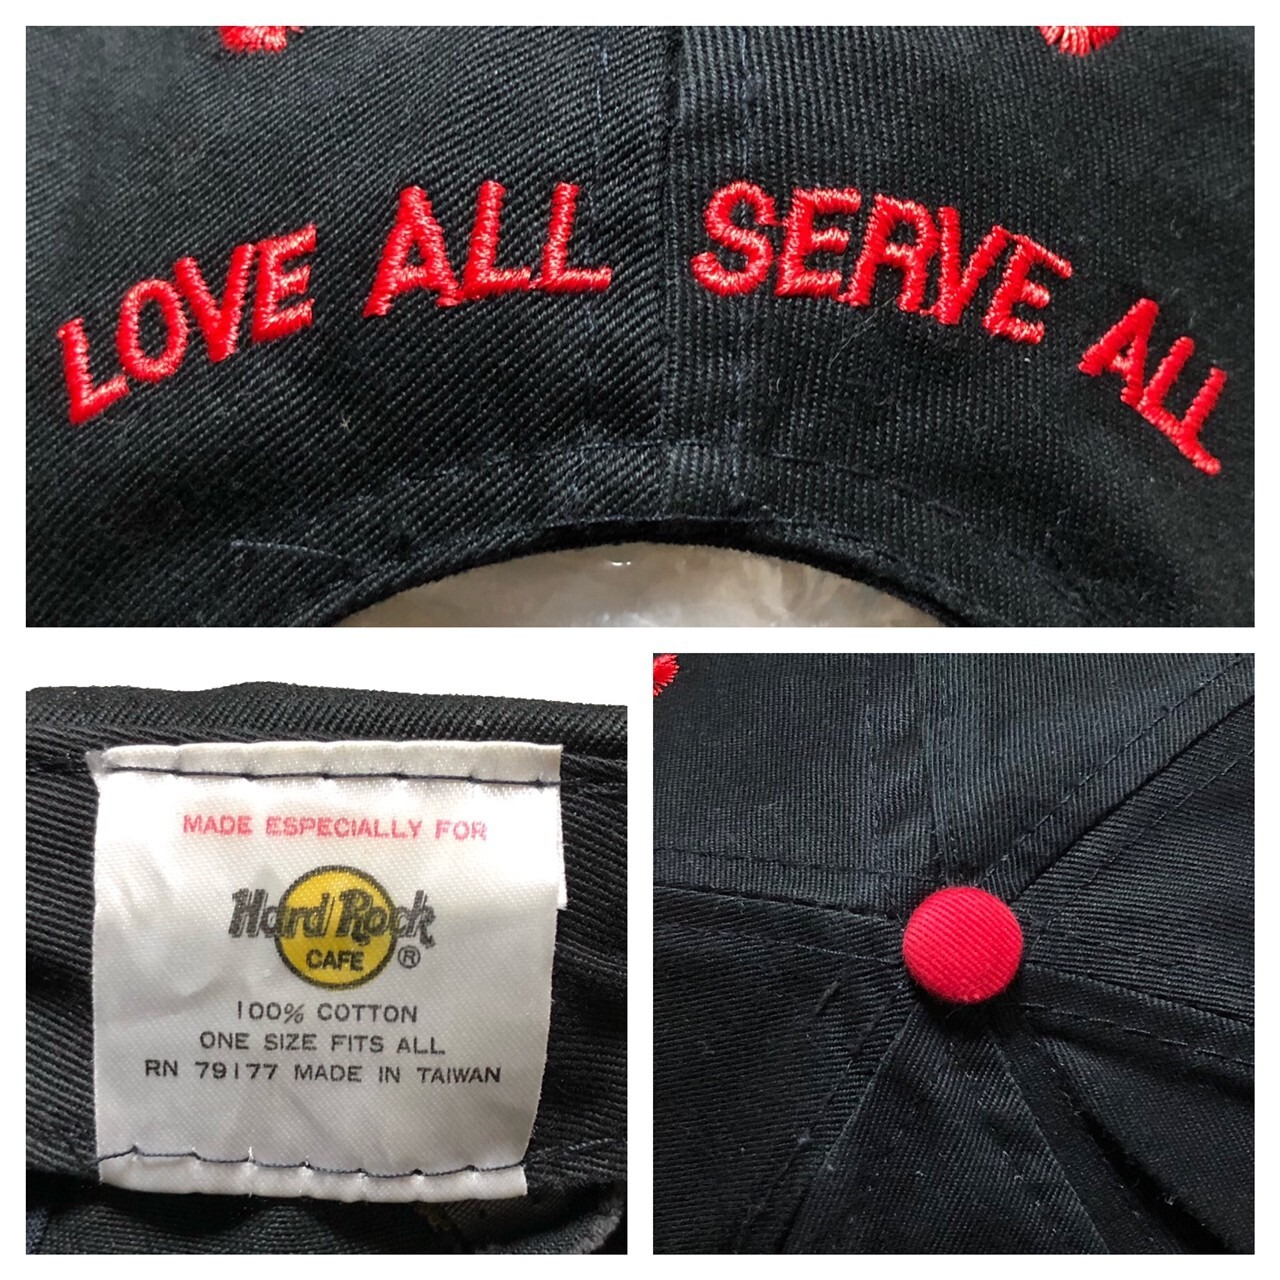 LOVE ALL SERVE ALL
MADE ESPECIALLY FOR
Hard Rock
CAFE ®
100% COTTON
ONE SIZE FITS ALL
RN 79177 MADE IN TAIWAN